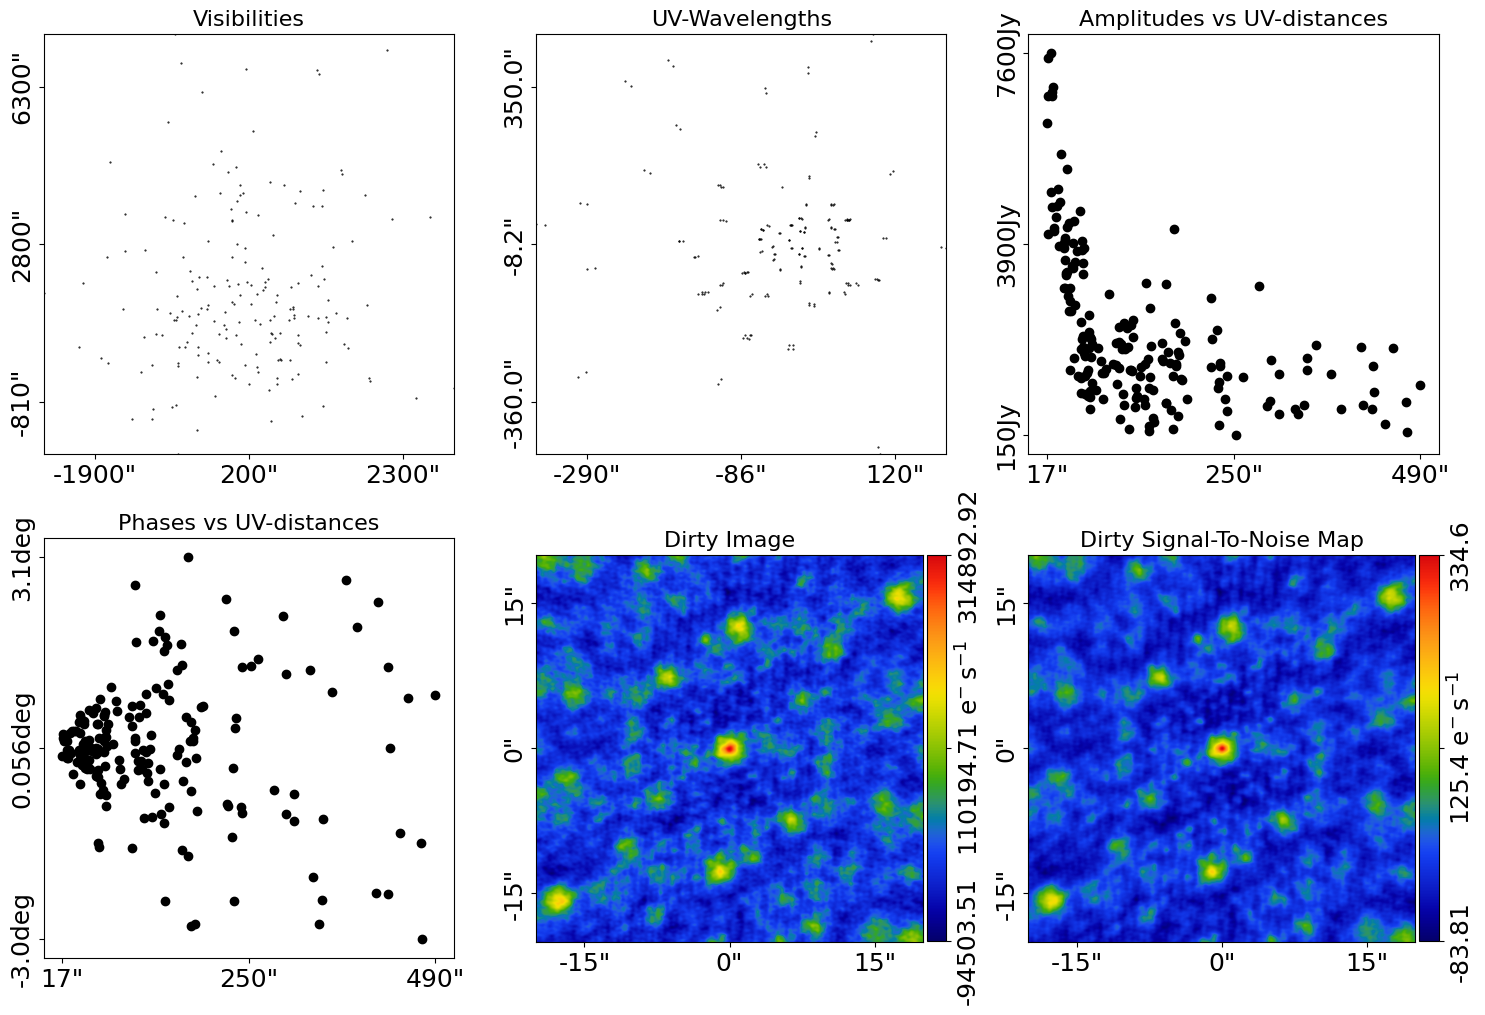 Visibilities
6300"
2800"
-810"
-1900"
200"
2300"
UV-Wavelengths
350.0"
-8.2"
-360.0"
-290"
-86"
120"
Amplitudes vs UV-distances
7600Jy
3900Jy
150Jy
17"
250"
490"
Phases vs UV-distances
3.1deg
0.056deg
-3.0deg
17"
250"
490"
Dirty Image
15"
0"
-15"
-15"
0"
15"
314892.92
110194.71 e⁻ s⁻¹
-94503.51
Dirty Signal-To-Noise Map
15"
0"
-15"
-15"
0"
15"
334.6
125.4 e⁻ s⁻¹
-83.81